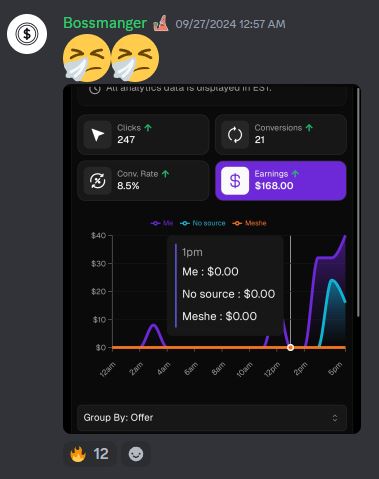 Bossmanger 09/27/2024 12:57 AM
All analytics data is displayed in EST.
Clicks
247
Conversions
21
Conv. Rate
8.5%
Earnings
$168.00
Me No source Meshe
$40
$30
$20
$10
$0
1pm
Me : $0.00
No source : $0.00
Meshe : $0.00
12am 2am 4am 6am 8am 10am 12pm 2pm 5pm
Group By: Offer
12